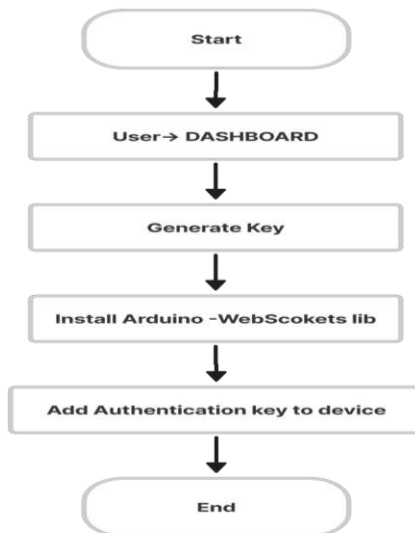 Start
User→ DASHBOARD
Generate Key
Install Arduino -WebScokets lib
Add Authentication key to device
End